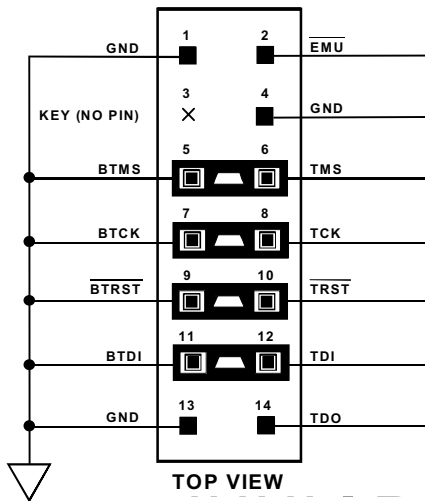 1 2
GND EMU
3 4
KEY (NO PIN) GND
5 6
BTMS TMS
7 8
BTCK TCK
9 10
BTRST TRST
11 12
BTDI TDI
13 14
GND TDO
TOP VIEW